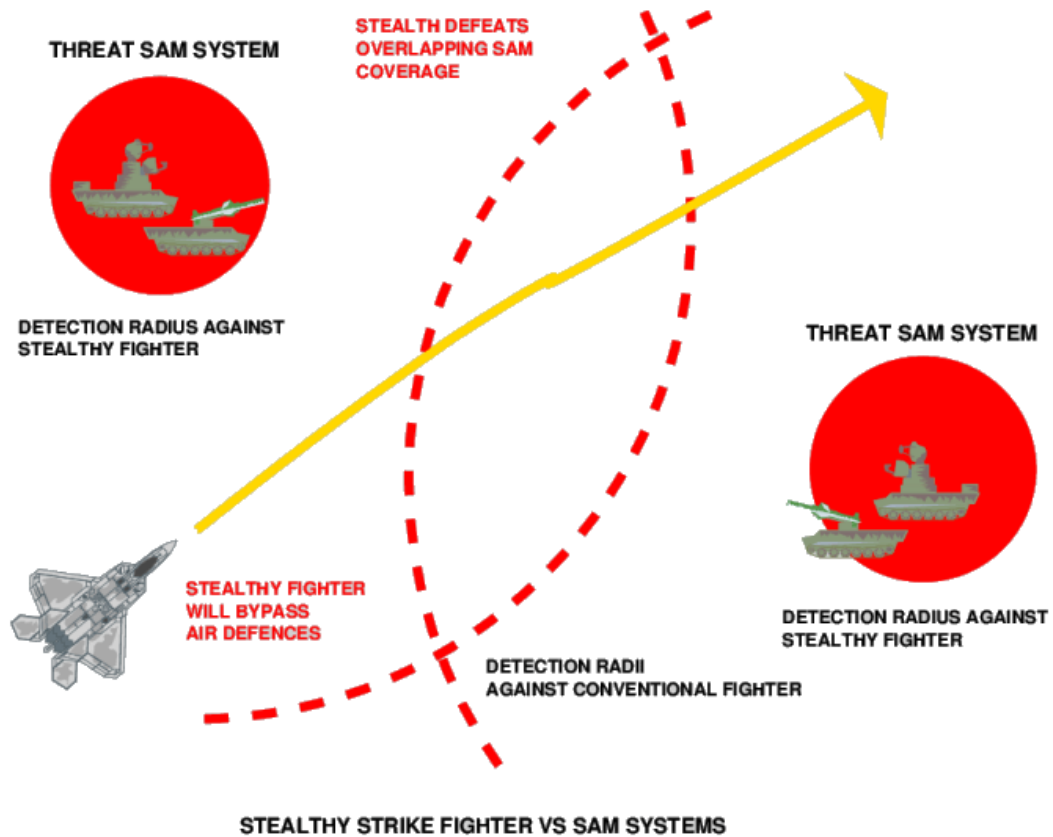 STEALTH DEFEATS
OVERLAPPING SAM
COVERAGE
THREAT SAM SYSTEM
DETECTION RADIUS AGAINST
STEALTHY FIGHTER
THREAT SAM SYSTEM
STEALTHY FIGHTER
WILL BYPASS
AIR DEFENCES
DETECTION RADIUS AGAINST
STEALTHY FIGHTER
DETECTION RADII
AGAINST CONVENTIONAL FIGHTER
STEALTHY STRIKE FIGHTER VS SAM SYSTEMS